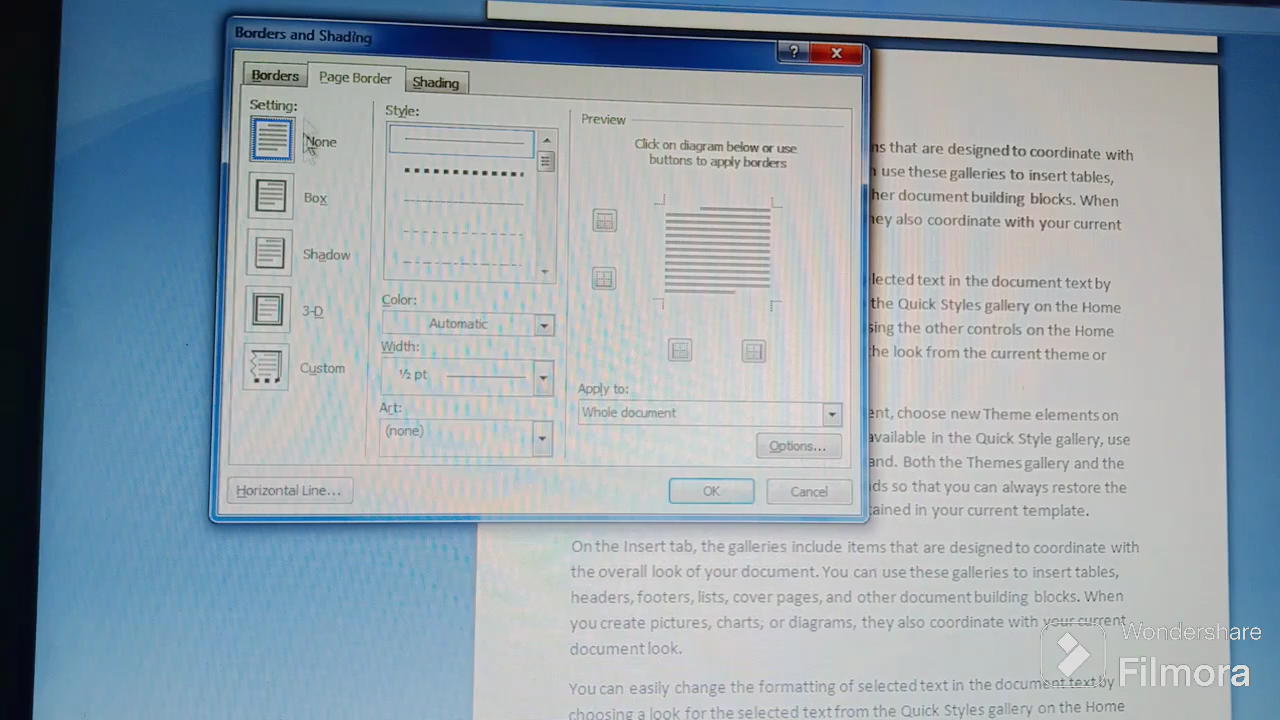 Borders and Shading
?
Borders
Page Border
Shading
Setting:
None
Box
Shadow
3-D
Custom
Style:
Color:
Automatic
Width:
½ pt
Art:
(none)
Preview
Click on diagram below or use
buttons to apply borders
Apply to:
Whole document
Options...
Horizontal Line...
OK
Cancel
ns that are designed to coordinate with
use these galleries to insert tables,
her document building blocks. When
ey also coordinate with your current
lected text in the document text by
the Quick Styles gallery on the Home
sing the other controls on the Home
he look from the current theme or
ent, choose new Theme elements on
available in the Quick Style gallery, use
and. Both the Themes gallery and the
ds so that you can always restore the
tained in your current template.
On the Insert tab, the galleries include items that are designed to coordinate with
the overall look of your document. You can use these galleries to insert tables,
headers, footers, lists, cover pages, and other document building blocks. When
you create pictures, charts, or diagrams, they also coordinate with your current
document look.
You can easily change the formatting of selected text in the document text by
choosing a look for the selected text from the Quick Styles gallery on the Home
Wondershare
Filmora